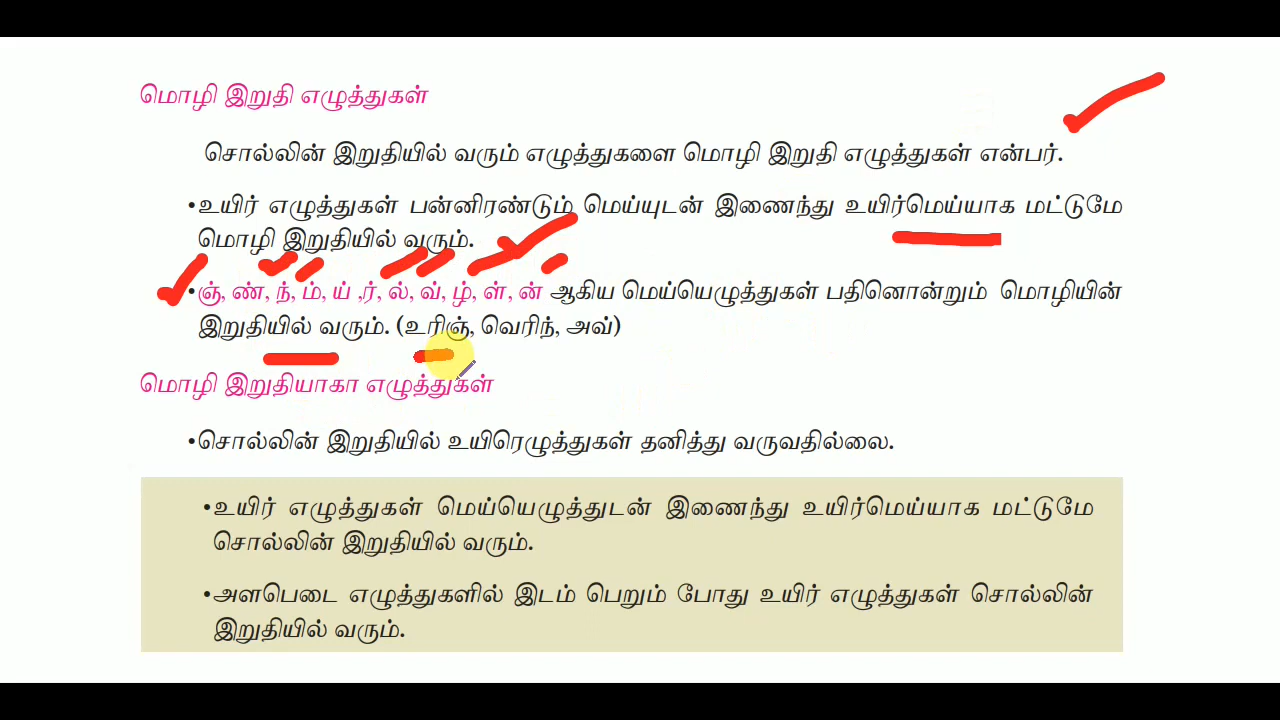 மொழி இறுதி எழுத்துகள்
சொல்லின் இறுதியில் வரும் எழுத்துகளை மொழி இறுதி எழுத்துகள் என்பர்.
•உயிர் எழுத்துகள் பன்னிரண்டும் மெய்யுடன் இணைந்து உயிர்மெய்யாக மட்டுமே
மொழி இறுதியில் வரும்.
•ஞ், ண், ந், ம், ய் ,ர், ல், வ், ழ், ள், ன் ஆகிய மெய்யெழுத்துகள் பதினொன்றும் மொழியின்
இறுதியில் வரும். (உரிஞ், வெரிந், அவ்)
மொழி இறுதியாகா எழுத்துகள்
•சொல்லின் இறுதியில் உயிரெழுத்துகள் தனித்து வருவதில்லை.
•உயிர் எழுத்துகள் மெய்யெழுத்துடன் இணைந்து உயிர்மெய்யாக மட்டுமே
சொல்லின் இறுதியில் வரும்.
•அளபெடை எழுத்துகளில் இடம் பெறும் போது உயிர் எழுத்துகள் சொல்லின்
இறுதியில் வரும்.